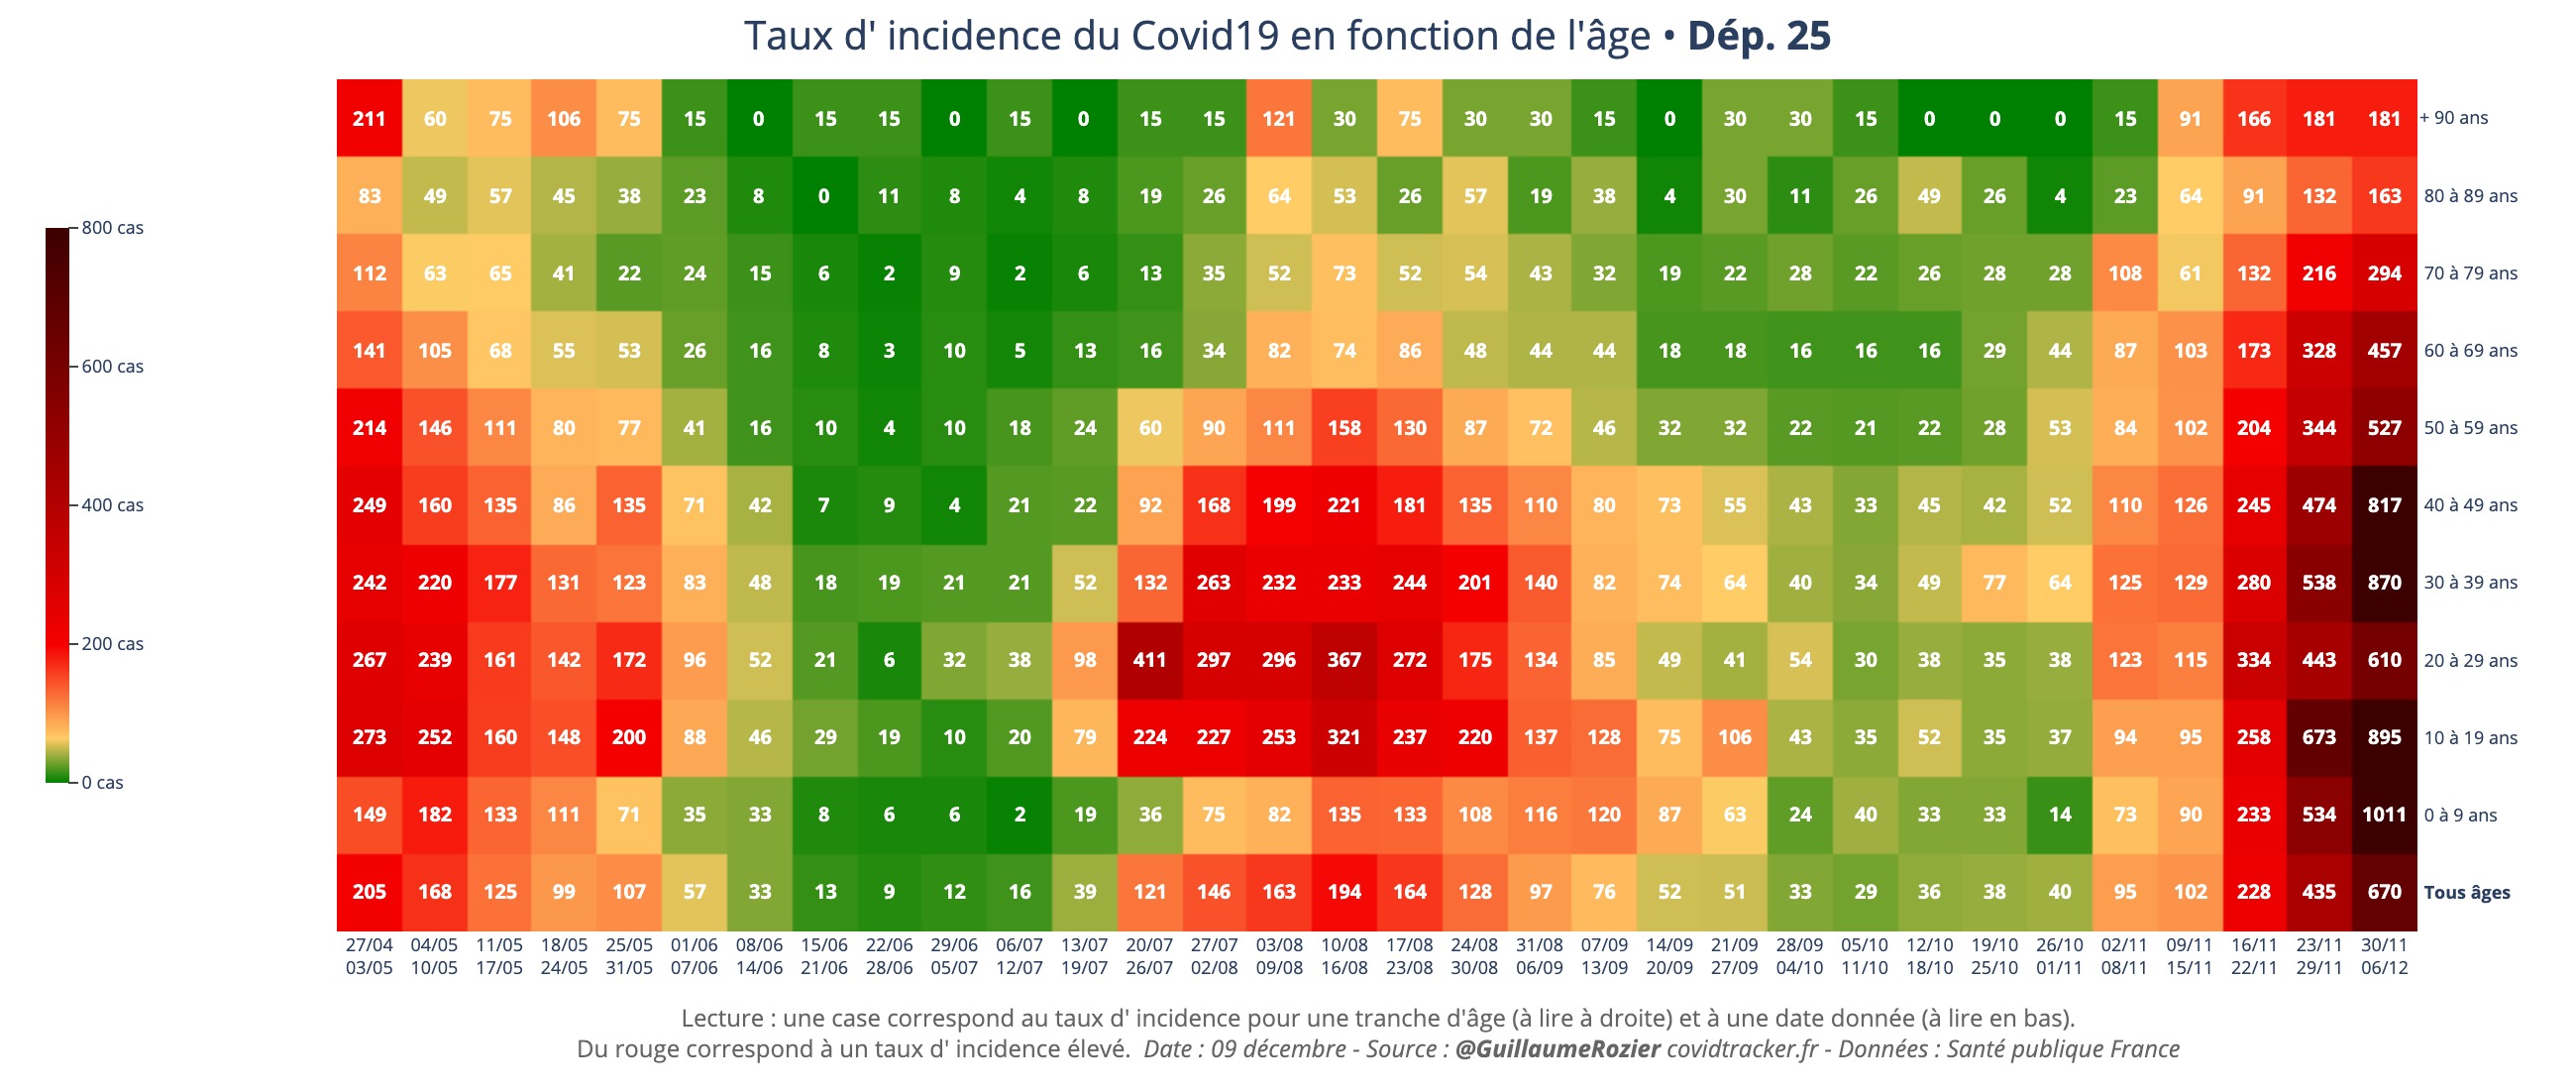 Taux d' incidence du Covid19 en fonction de l'âge • Dép. 25
800 cas
600 cas
400 cas
200 cas
0 cas
211 60 75 106 75 15 0 15 15 0 15 0 15 15 121 30 75 30 30 15 0 30 30 15 0 0 0 15 91 166 181 181 + 90 ans
83 49 57 45 38 23 8 0 11 8 4 8 19 26 64 53 26 57 19 38 4 30 11 26 49 26 4 23 64 91 132 163 80 à 89 ans
112 63 65 41 22 24 15 6 2 9 2 6 13 35 52 73 52 54 43 32 19 22 28 22 26 28 28 108 61 132 216 294 70 à 79 ans
141 105 68 55 53 26 16 8 3 10 5 13 16 34 82 74 86 48 44 44 18 18 16 16 16 29 44 87 103 173 328 457 60 à 69 ans
214 146 111 80 77 41 16 10 4 10 18 24 60 90 111 158 130 87 72 46 32 32 22 21 22 28 53 84 102 204 344 527 50 à 59 ans
249 160 135 86 135 71 42 7 9 4 21 22 92 168 199 221 181 135 110 80 73 55 43 33 45 42 52 110 126 245 474 817 40 à 49 ans
242 220 177 131 123 83 48 18 19 21 21 52 132 263 232 233 244 201 140 82 74 64 40 34 49 77 64 125 129 280 538 870 30 à 39 ans
267 239 161 142 172 96 52 21 6 32 38 98 411 297 296 367 272 175 134 85 49 41 54 30 38 35 38 123 115 334 443 610 20 à 29 ans
273 252 160 148 200 88 46 29 19 10 20 79 224 227 253 321 237 220 137 128 75 106 43 35 52 35 37 94 95 258 673 895 10 à 19 ans
149 182 133 111 71 35 33 8 6 6 2 19 36 75 82 135 133 108 116 120 87 63 24 40 33 33 14 73 90 233 534 1011 0 à 9 ans
205 168 125 99 107 57 33 13 9 12 16 39 121 146 163 194 164 128 97 76 52 51 33 29 36 38 40 95 102 228 435 670 Tous âges
27/04 04/05 11/05 18/05 25/05 01/06 08/06 15/06 22/06 29/06 06/07 13/07 20/07 27/07 03/08 10/08 17/08 24/08 31/08 07/09 14/09 21/09 28/09 05/10 12/10 19/10 26/10 02/11 09/11 16/11 23/11 30/11
03/05 10/05 17/05 24/05 31/05 07/06 14/06 21/06 28/06 05/07 12/07 19/07 26/07 02/08 09/08 16/08 23/08 30/08 06/09 13/09 20/09 27/09 04/10 11/10 18/10 25/10 01/11 08/11 15/11 22/11 29/11 06/12
Lecture : une case correspond au taux d' incidence pour une tranche d'âge (à lire à droite) et à une date donnée (à lire en bas).
Du rouge correspond à un taux d' incidence élevé. Date : 09 décembre - Source : @GuillaumeRozier covidtracker.fr - Données : Santé publique France